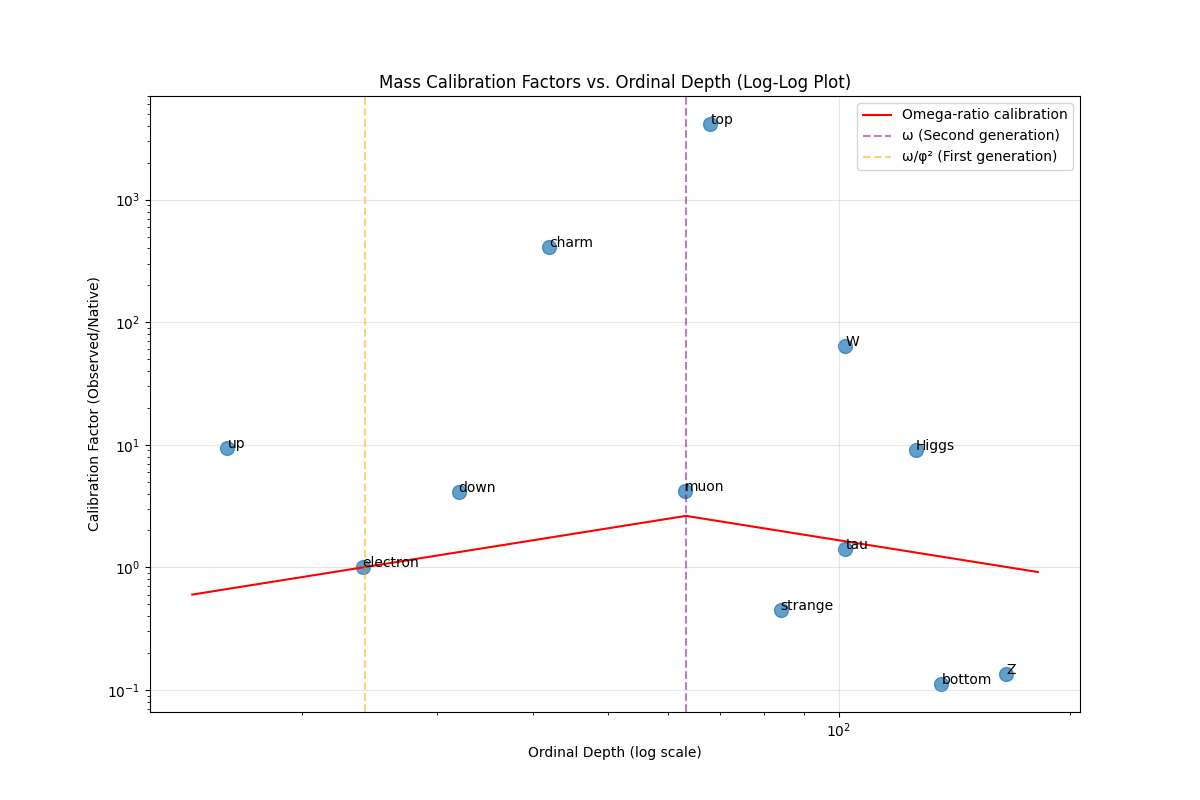 Mass Calibration Factors vs. Ordinal Depth (Log-Log Plot)
Omega-ratio calibration
ω (Second generation)
ω/φ² (First generation)
top
charm
W
up
Higgs
down
muon
tau
electron
strange
Z
bottom
10³
10²
10¹
10⁰
10⁻¹
Calibration Factor (Observed/Native)
10²
Ordinal Depth (log scale)